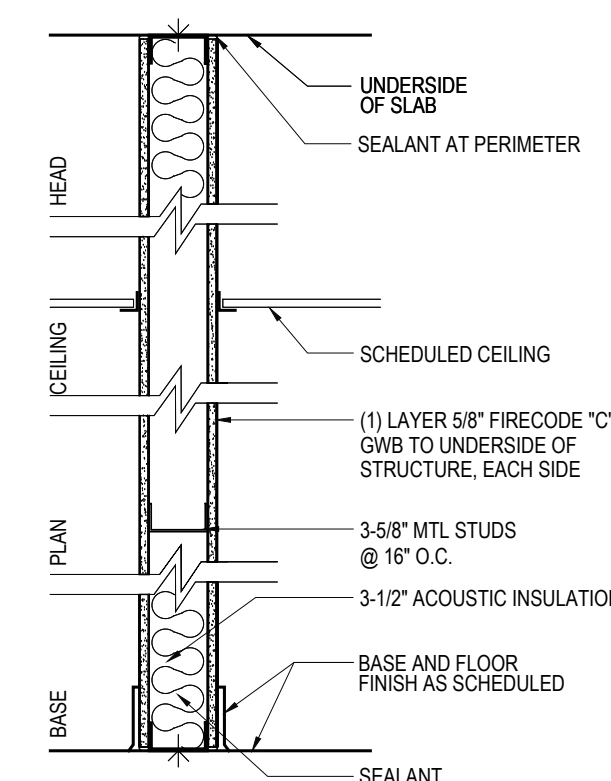 UNDERSIDE
OF SLAB
SEALANT AT PERIMETER
HEAD
CEILING
SCHEDULED CEILING
(1) LAYER 5/8" FIRECODE "C"
GWB TO UNDERSIDE OF
STRUCTURE, EACH SIDE
PLAN
3-5/8" MTL STUDS
@ 16" O.C.
3-1/2" ACOUSTIC INSULATION
BASE AND FLOOR
FINISH AS SCHEDULED
BASE
SEALANT